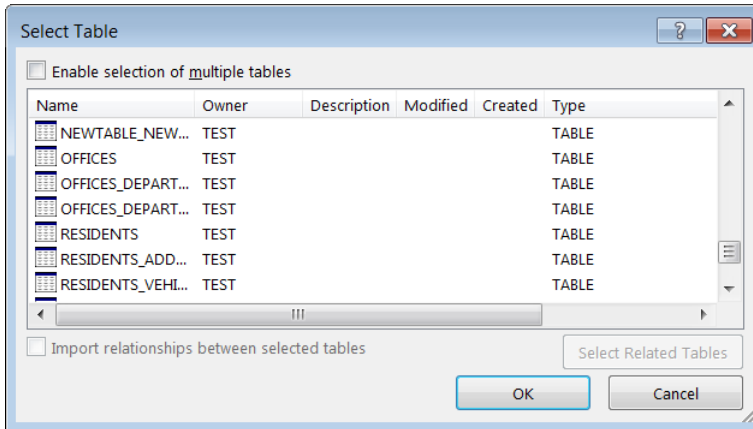 Select Table
Enable selection of multiple tables
Name Owner Description Modified Created Type
NEWTABLE_NEW... TEST TABLE
OFFICES TEST TABLE
OFFICES_DEPART... TEST TABLE
OFFICES_DEPART... TEST TABLE
RESIDENTS TEST TABLE
RESIDENTS_ADD... TEST TABLE
RESIDENTS_VEHI... TEST TABLE
Import relationships between selected tables
Select Related Tables
OK Cancel